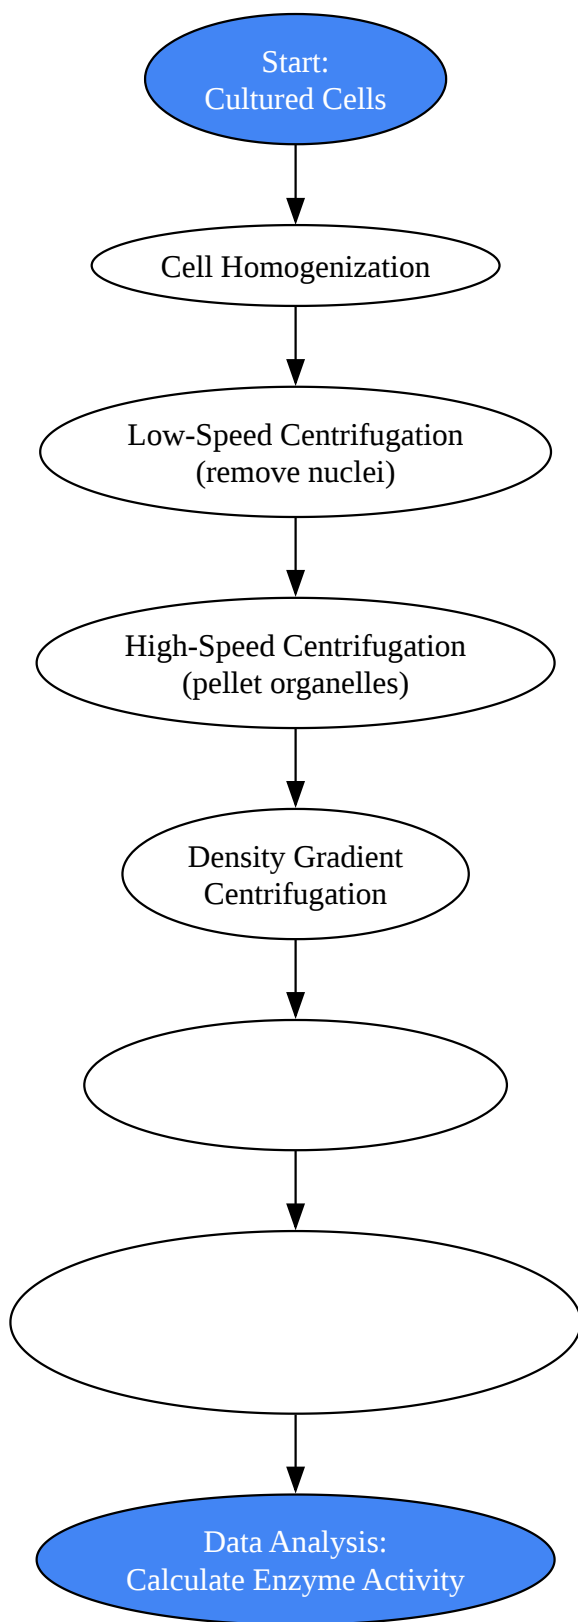 Start:
Cultured Cells
Cell Homogenization
Low-Speed Centrifugation
(remove nuclei)
High-Speed Centrifugation
(pellet organelles)
Density Gradient
Centrifugation
Data Analysis:
Calculate Enzyme Activity